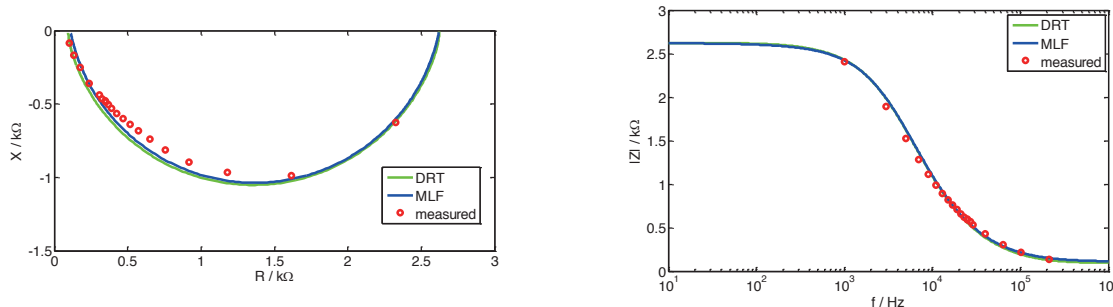 0
-0.5
-1
-1.5
X / kΩ
0
0.5
1
1.5
2
2.5
3
R / kΩ
DRT
MLF
measured
3
2.5
2
1.5
1
0.5
0
|Z| / kΩ
10^1
10^2
10^3
10^4
10^5
10^6
f / Hz
DRT
MLF
measured